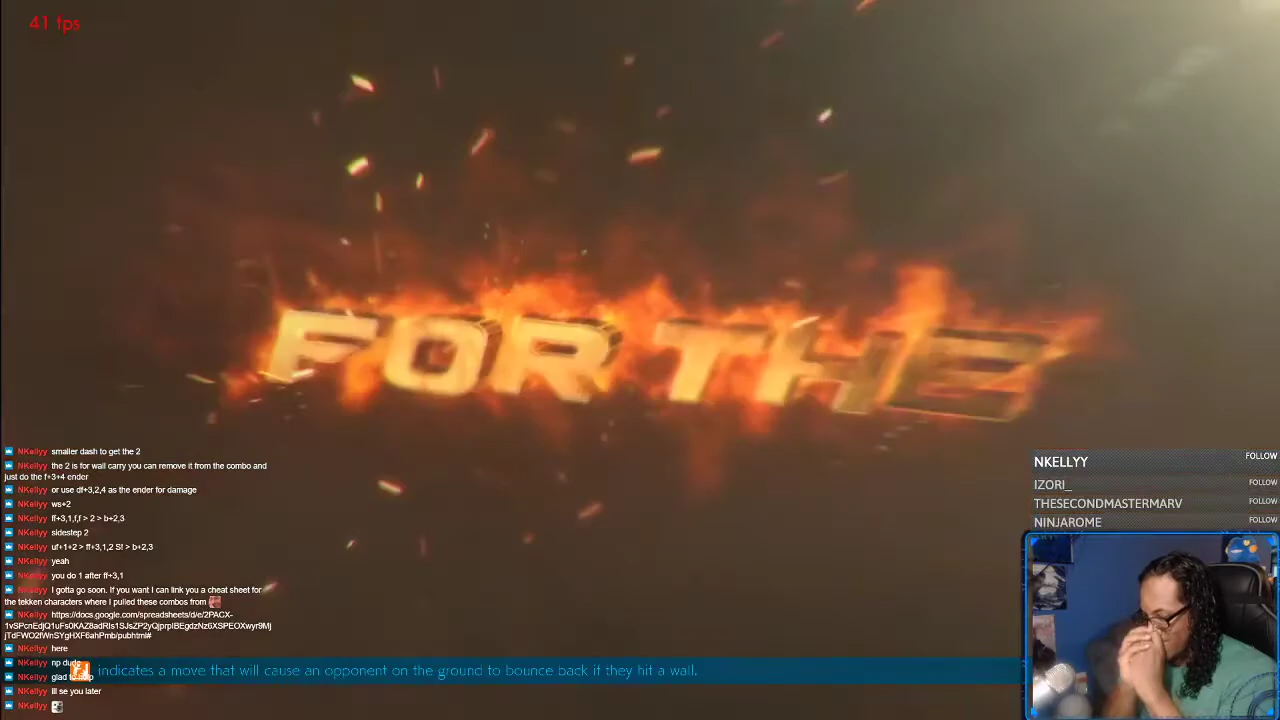 41 fps
FOR THE
NKellyy smaller dash to get the 2
NKellyy the 2 is for wall carry you can remove it from the combo and
just do the f+3+4 ender
NKellyy or use df+3,2,4 as the ender for damage
NKellyy ws+2
NKellyy ff+3,1,f,f > 2 > b+2,3
NKellyy sidestep 2
NKellyy uf+1+2 > ff+3,1,2 S! > b+2,3
NKellyy yeah
NKellyy you do 1 after ff+3,1
NKellyy I gotta go soon. If you want I can link you a cheat sheet for
the tekken characters where I pulled these combos from
NKellyy
NKellyy here
NKellyy np dude
NKellyy glad to help
NKellyy ill se you later
NKellyy
indicates a move that will cause an opponent on the ground to bounce back if they hit a wall.
NKELLYY FOLLOW
IZORI_ FOLLOW
THESECONDMASTERMARV FOLLOW
NINJAROME FOLLOW